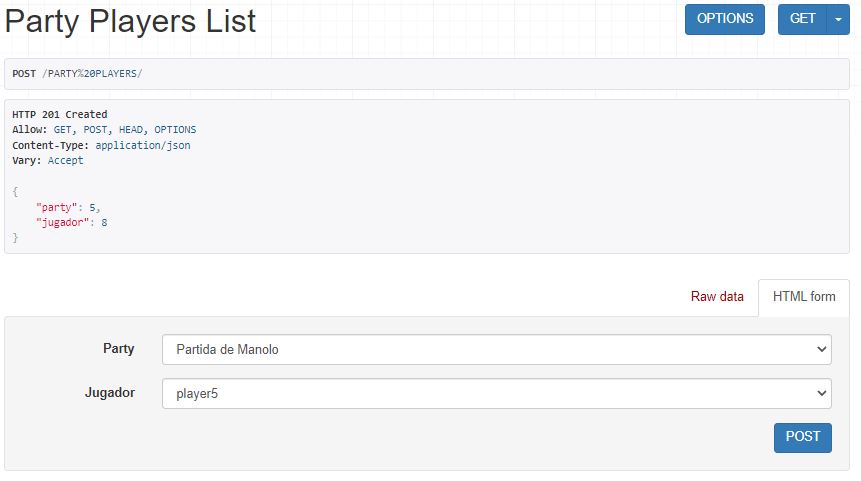 Party Players List
OPTIONS
GET
POST /PARTY%20PLAYERS/
HTTP 201 Created
Allow: GET, POST, HEAD, OPTIONS
Content-Type: application/json
Vary: Accept
{
"party": 5,
"jugador": 8
}
Raw data
HTML form
Party
Partida de Manolo
Jugador
player5
POST